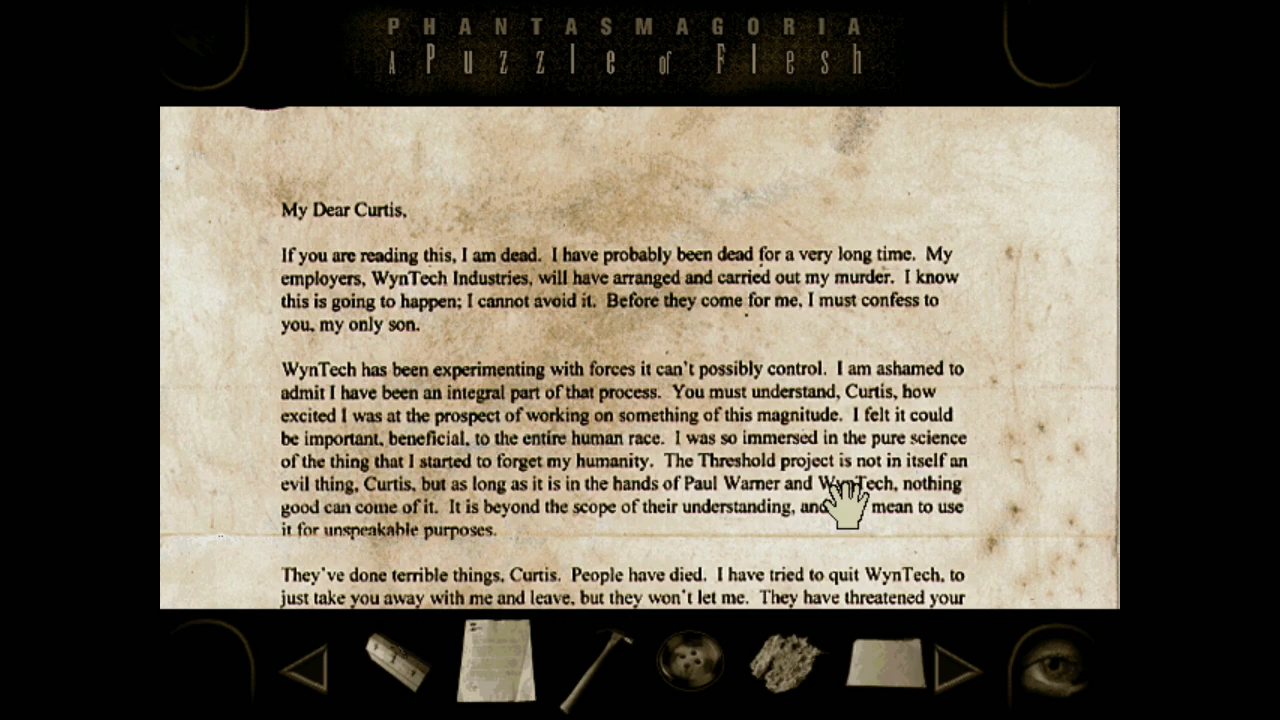 PHANTASMAGORIA
A Puzzle of Flesh
My Dear Curtis,
If you are reading this, I am dead. I have probably been dead for a very long time. My
employers, WynTech Industries, will have arranged and carried out my murder. I know
this is going to happen; I cannot avoid it. Before they come for me, I must confess to
you, my only son.
WynTech has been experimenting with forces it can't possibly control. I am ashamed to
admit I have been an integral part of that process. You must understand, Curtis, how
excited I was at the prospect of working on something of this magnitude. I felt it could
be important, beneficial, to the entire human race. I was so immersed in the pure science
of the thing that I started to forget my humanity. The Threshold project is not in itself an
evil thing, Curtis, but as long as it is in the hands of Paul Warner and WynTech, nothing
good can come of it. It is beyond the scope of their understanding, and mean to use
it for unspeakable purposes.
They've done terrible things, Curtis. People have died. I have tried to quit WynTech, to
just take you away with me and leave, but they won't let me. They have threatened your